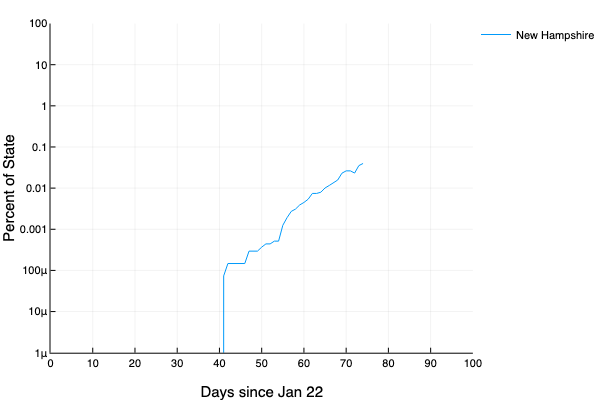 100
10
1
0.1
0.01
0.001
100μ
10μ
1μ
0 10 20 30 40 50 60 70 80 90 100
Percent of State
Days since Jan 22
New Hampshire